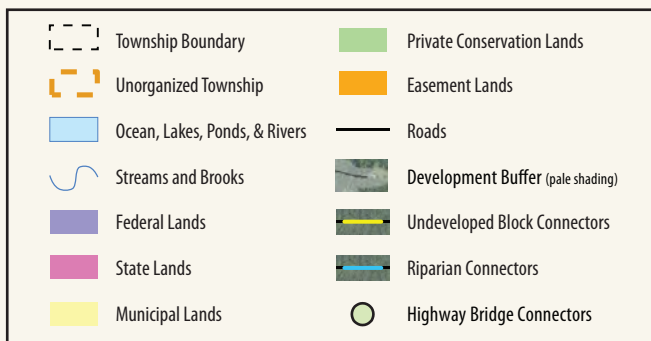 Township Boundary
Unorganized Township
Ocean, Lakes, Ponds, & Rivers
Streams and Brooks
Federal Lands
State Lands
Municipal Lands
Private Conservation Lands
Easement Lands
Roads
Development Buffer (pale shading)
Undeveloped Block Connectors
Riparian Connectors
Highway Bridge Connectors